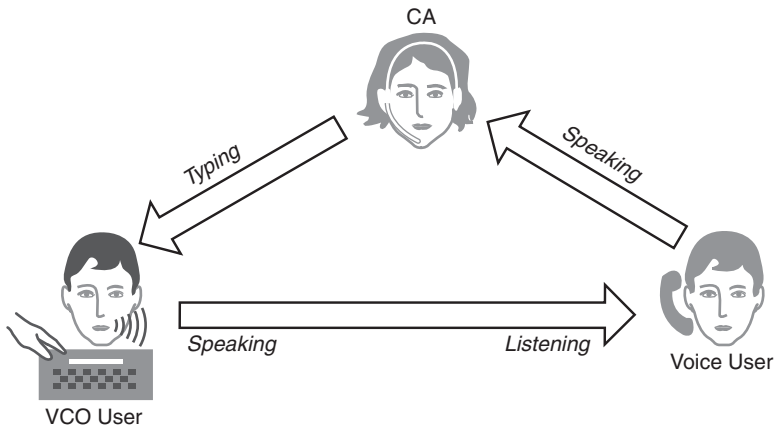 CA
Typing
Speaking
Speaking
Listening
Voice User
VCO User